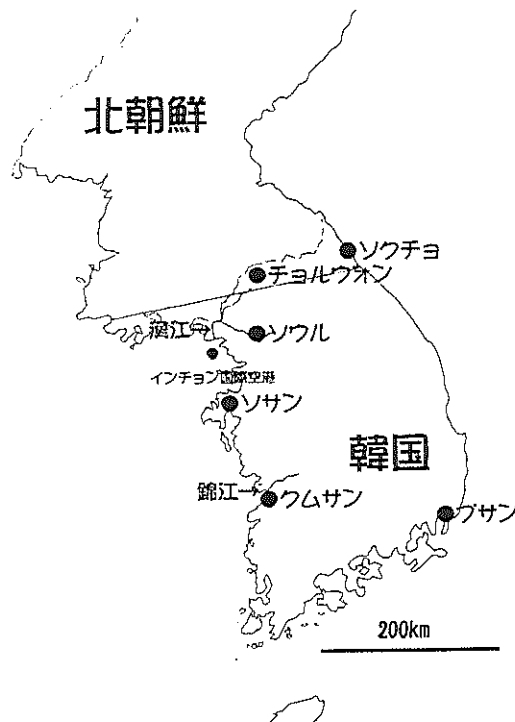 北朝鮮
ソクチョ
チョルウォン
漢江→
ソウル
インチョン国際空港
ソサン
韓国
錦江→
クムサン
プサン
200km